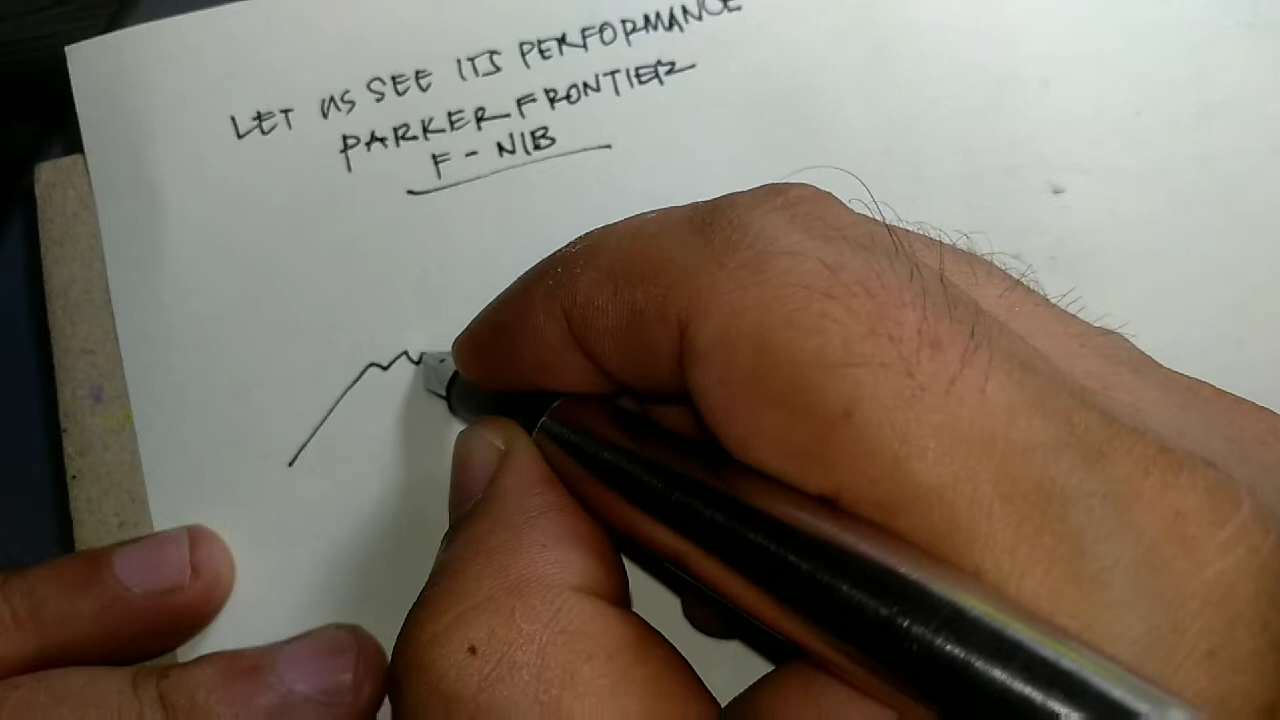 LET US SEE ITS PERFORMANCE
PARKER FRONTIER
F - NIB